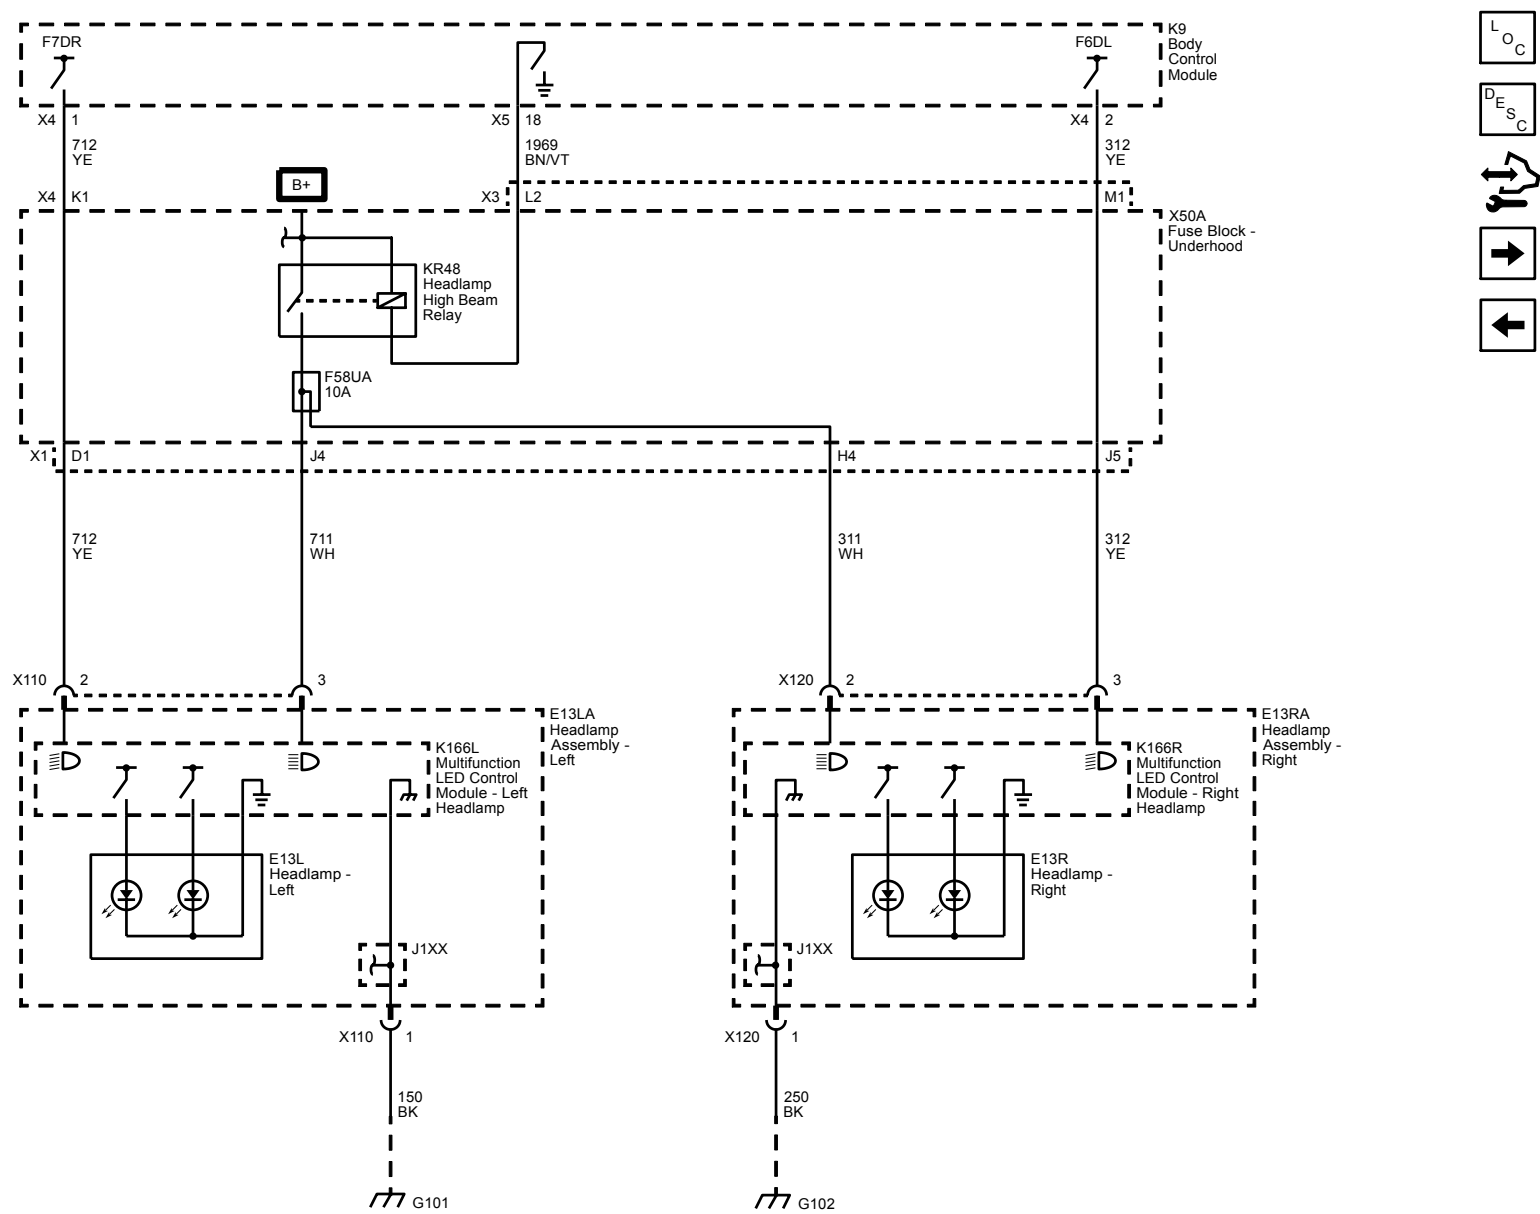 F7DR
F6DL
K9
Body
Control
Module
X4 1
X5 18
X4 2
712
YE
1969
BN/VT
312
YE
B+
X4 K1
X3 L2
M1
X50A
Fuse Block -
Underhood
KR48
Headlamp
High Beam
Relay
F58UA
10A
X1 D1
J4
H4
J5
712
YE
711
WH
311
WH
312
YE
X110 2
3
X120 2
3
E13LA
Headlamp
Assembly -
Left
K166L
Multifunction
LED Control
Module - Left
Headlamp
E13L
Headlamp -
Left
J1XX
E13RA
Headlamp
Assembly -
Right
K166R
Multifunction
LED Control
Module - Right
Headlamp
E13R
Headlamp -
Right
J1XX
X110 1
X120 1
150
BK
250
BK
G101
G102
LOC
DESC